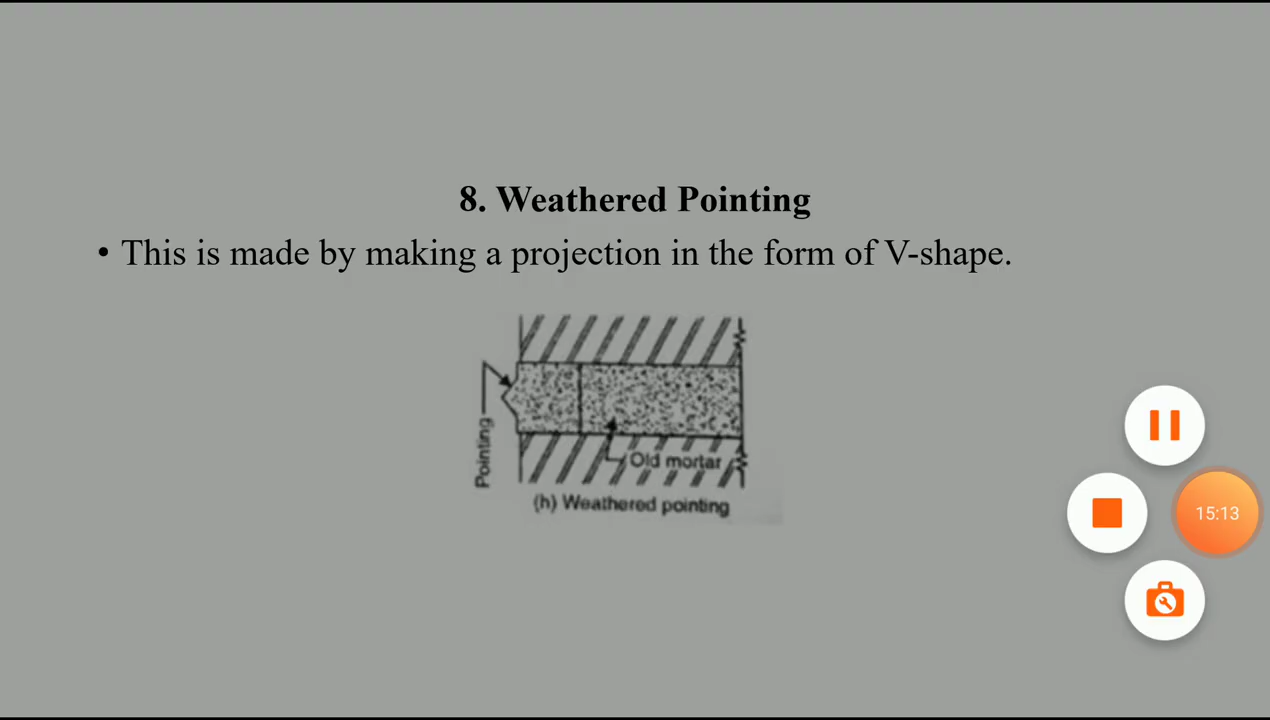 8. Weathered Pointing
• This is made by making a projection in the form of V-shape.
Pointing
Old mortar
(h) Weathered pointing
15:13